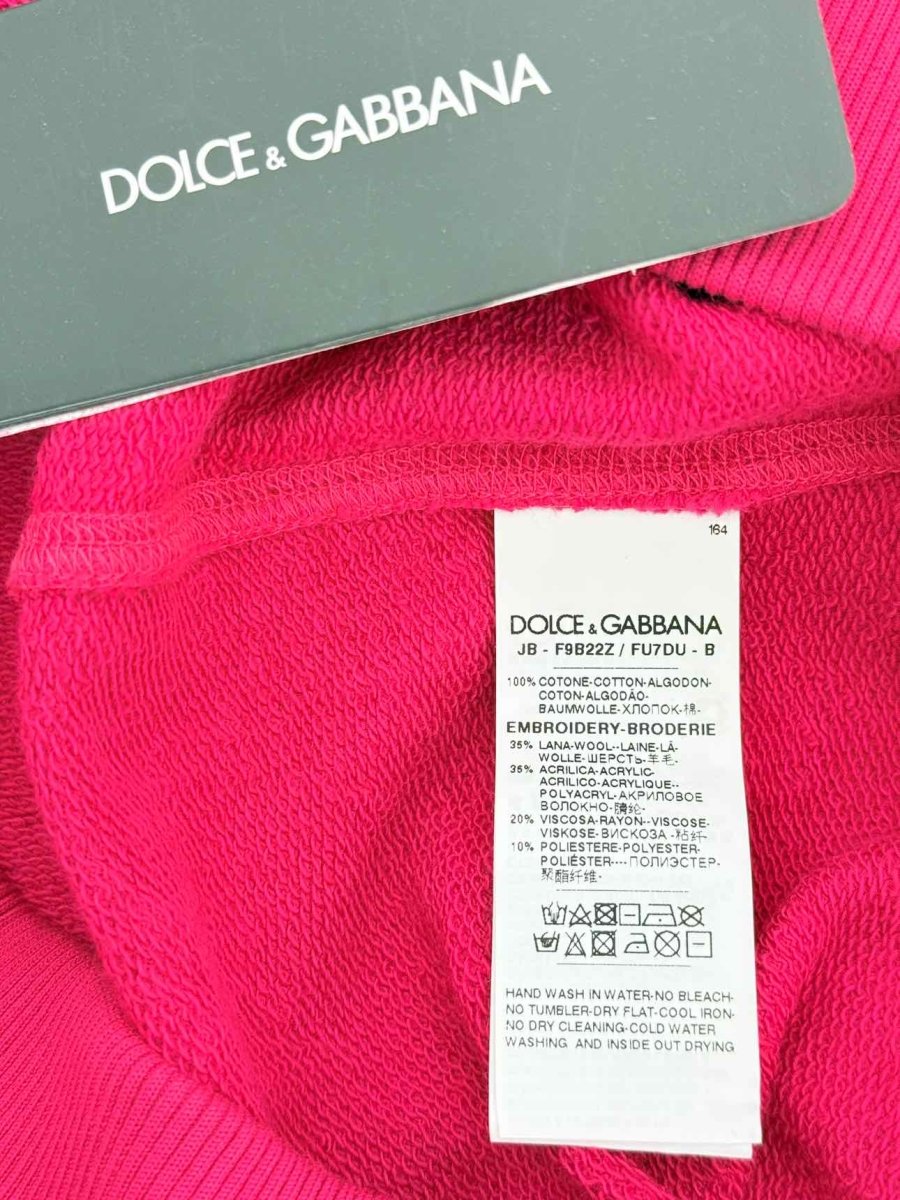 DOLCE & GABBANA
164
DOLCE & GABBANA
JB - F9B22Z / FU7DU - B
100% COTONE-COTTON-ALGODON-
COTON-ALGODÃO-
BAUMWOLLE-ХЛОПОК-棉-
EMBROIDERY-BRODERIE
35% LANA-WOOL--LAINE-LÃ-
WOLLE-ШЕРСТЬ-羊毛-
35% ACRILICA-ACRYLIC-
ACRILICO-ACRYLIQUE--
POLYACRYL-АКРИЛОВОЕ
ВОЛОКНО-腈纶-
20% VISCOSA-RAYON--VISCOSE-
VISKOSE-ВИСКОЗА-粘纤-
10% POLIESTERE-POLYESTER-
POLIÉSTER----ПОЛИЭСТЕР-
聚酯纤维-
HAND WASH IN WATER-NO BLEACH-
NO TUMBLER-DRY FLAT-COOL IRON-
NO DRY CLEANING-COLD WATER
WASHING AND INSIDE OUT DRYING